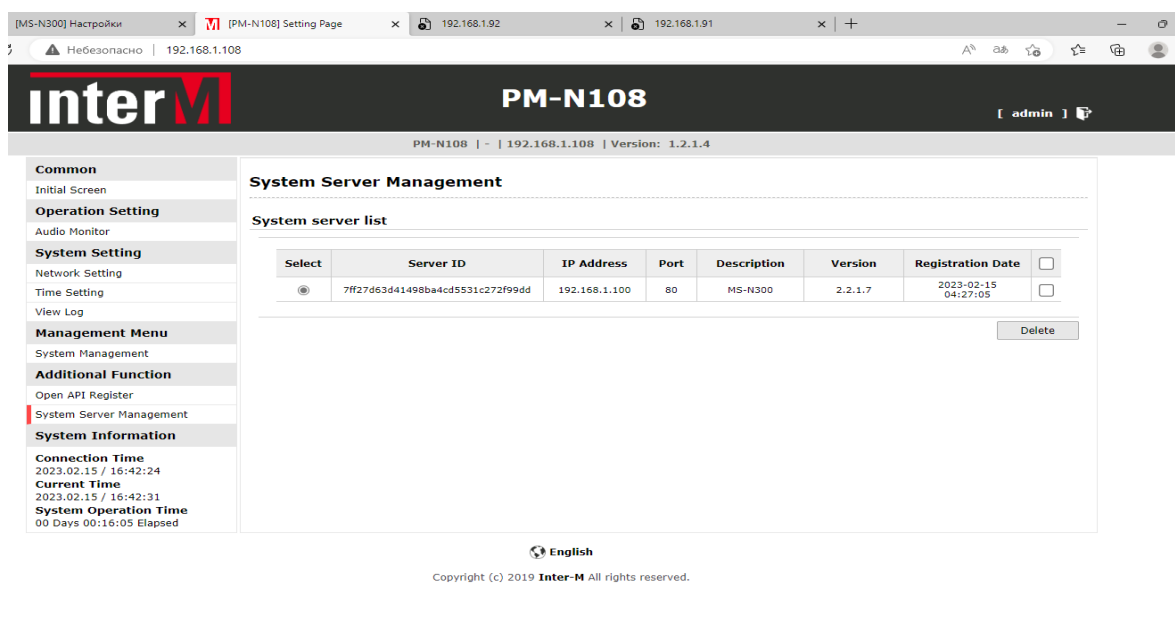 [MS-N300] Настройки
[PM-N108] Setting Page
192.168.1.92
192.168.1.91
Небезопасно
192.168.1.108
inter M
PM-N108
[ admin ]
PM-N108 | - | 192.168.1.108 | Version: 1.2.1.4
Common
Initial Screen
Operation Setting
Audio Monitor
System Setting
Network Setting
Time Setting
View Log
Management Menu
System Management
Additional Function
Open API Register
System Server Management
System Information
Connection Time
2023.02.15 / 16:42:24
Current Time
2023.02.15 / 16:42:31
System Operation Time
00 Days 00:16:05 Elapsed
System Server Management
System server list
Select Server ID IP Address Port Description Version Registration Date
7ff27d63d41498ba4cd5531c272f99dd 192.168.1.100 80 MS-N300 2.2.1.7 2023-02-15
04:27:05
Delete
English
Copyright (c) 2019 Inter-M All rights reserved.